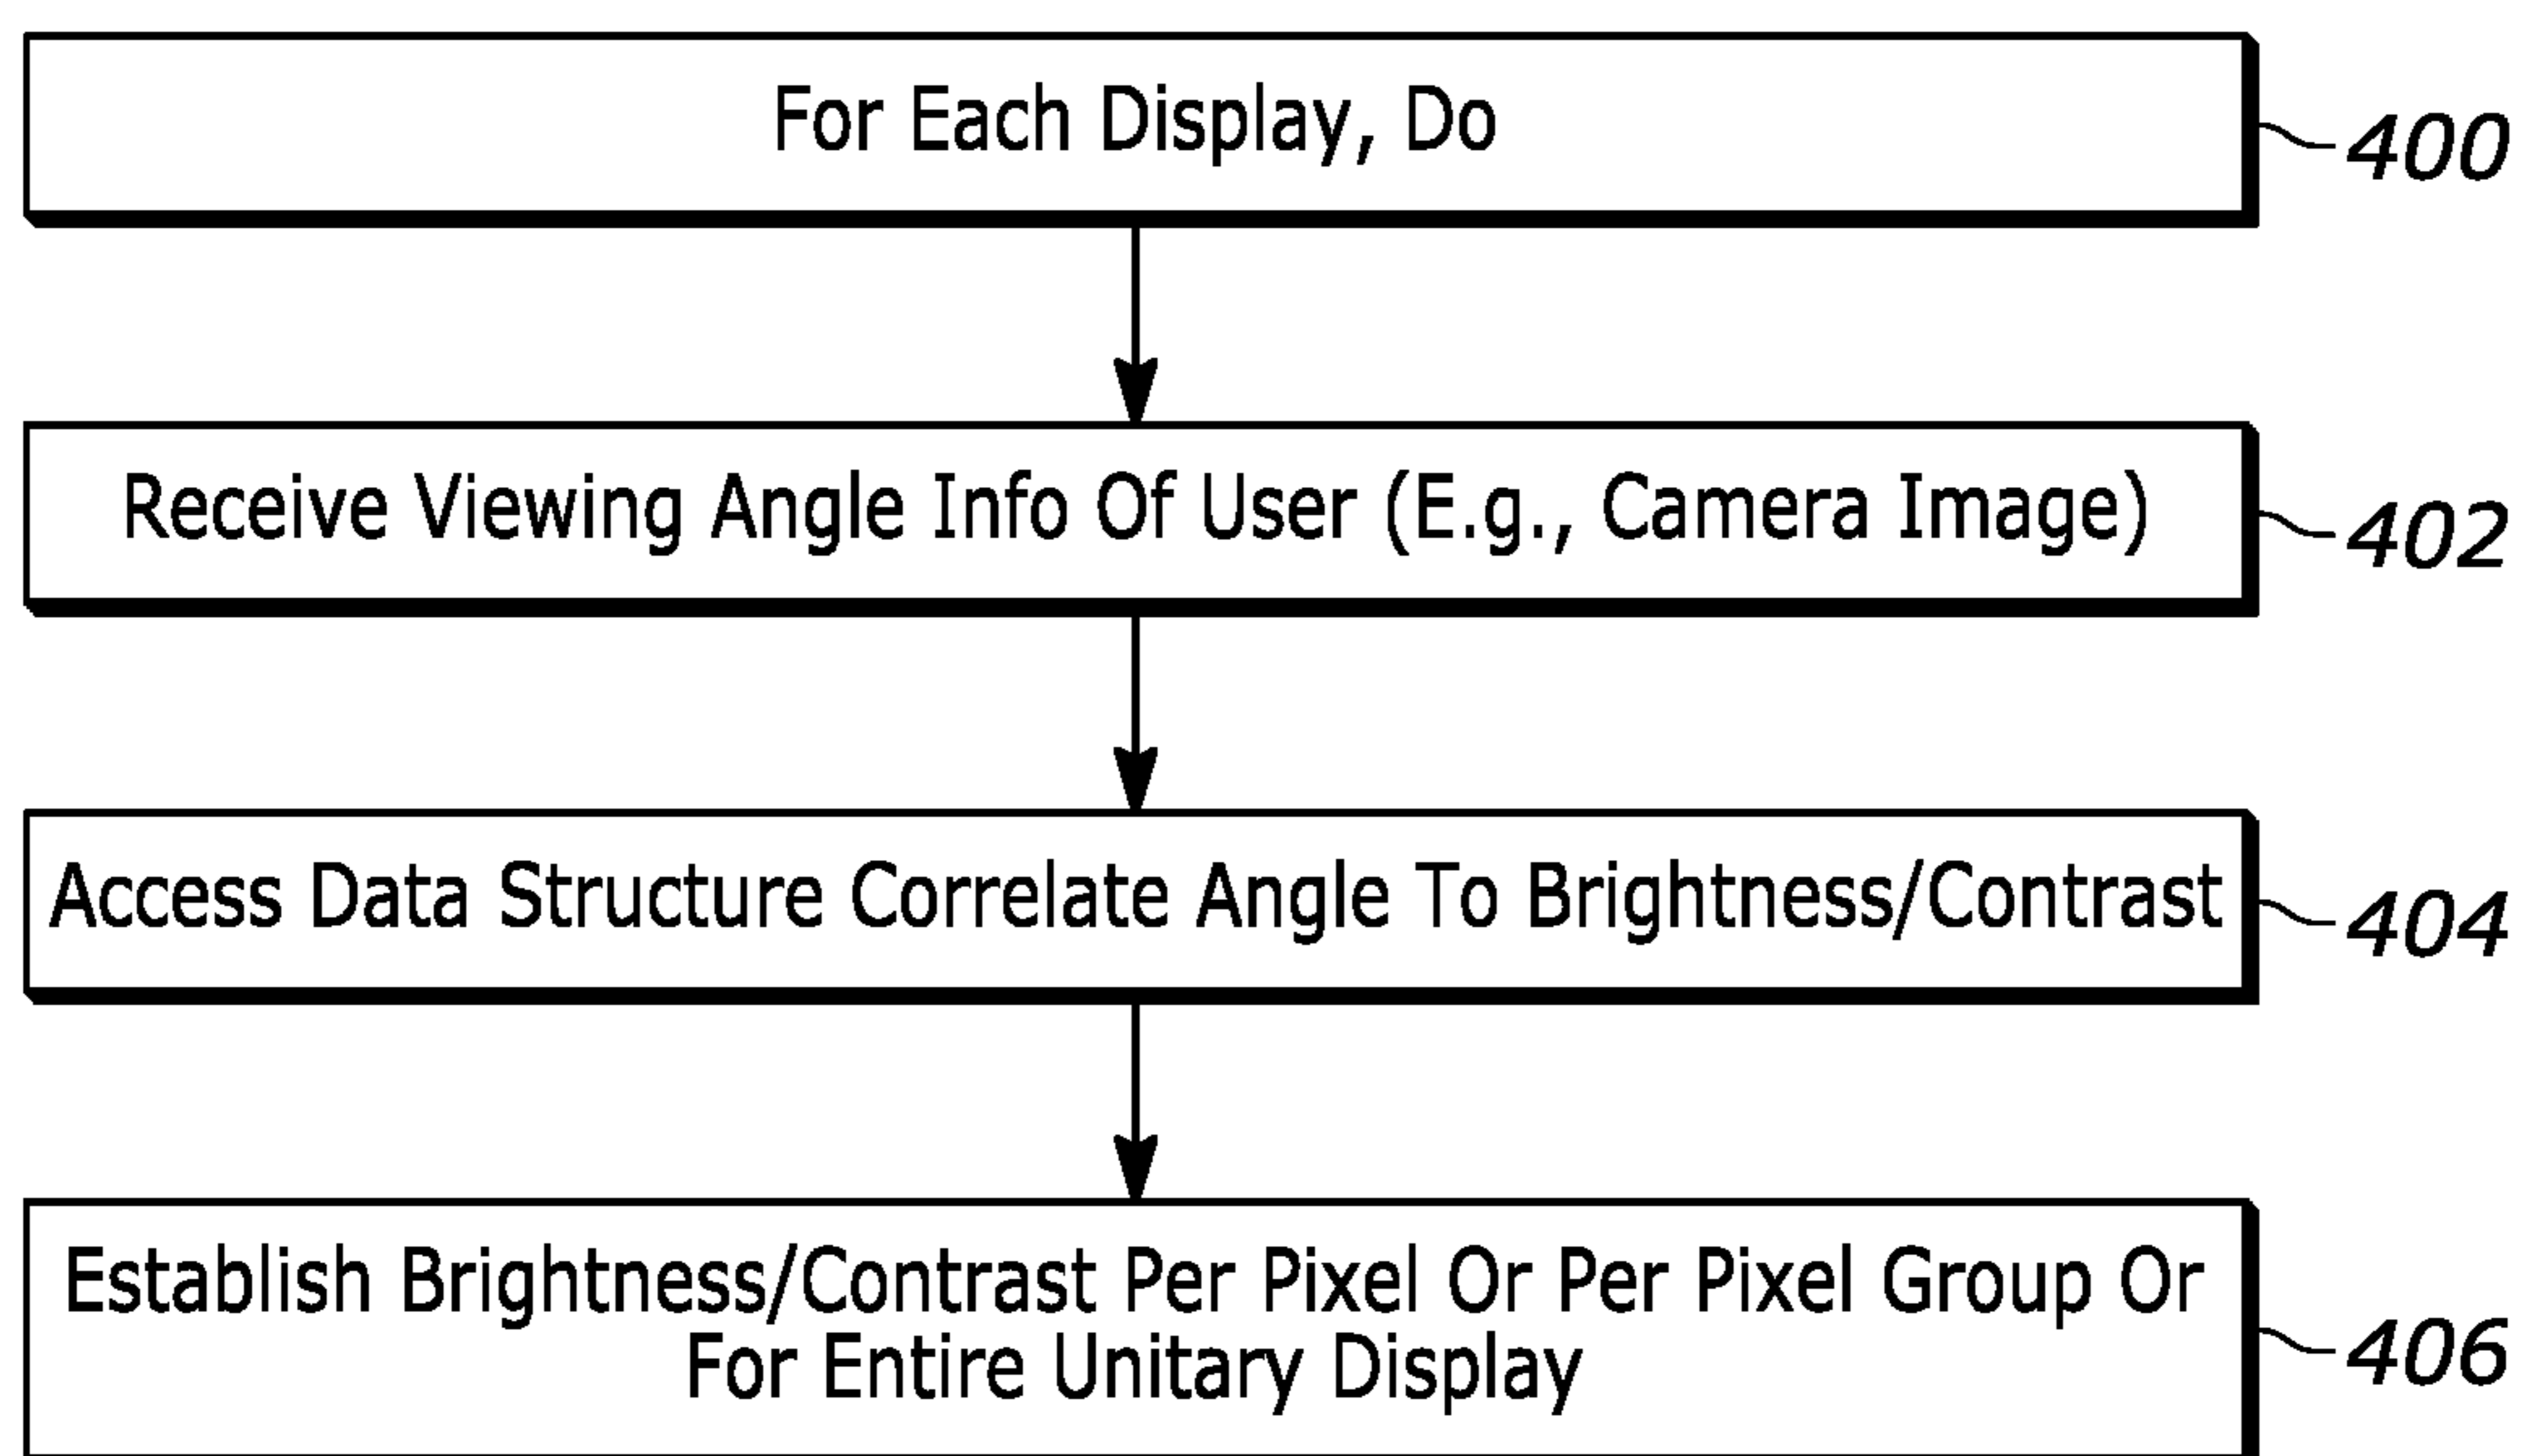 For Each Display, Do
400
Receive Viewing Angle Info Of User (E.g., Camera Image)
402
Access Data Structure Correlate Angle To Brightness/Contrast
404
Establish Brightness/Contrast Per Pixel Or Per Pixel Group Or
For Entire Unitary Display
406